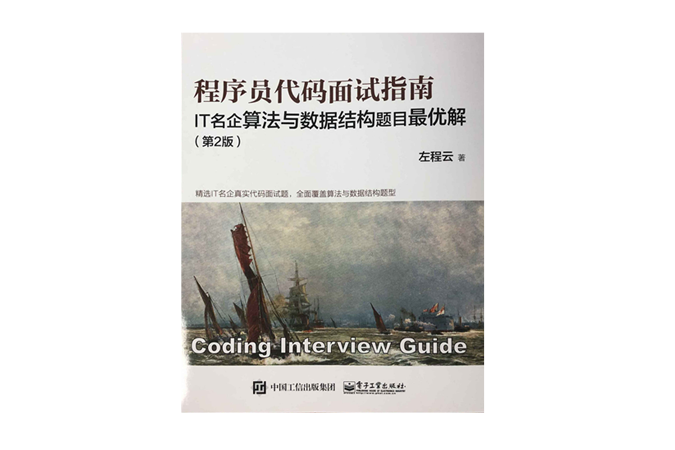 程序员代码面试指南
IT名企算法与数据结构题目最优解
（第2版）
左程云 著
精选IT名企真实代码面试题，全面覆盖算法与数据结构题型
Coding Interview Guide
中国工信出版集团 电子工业出版社